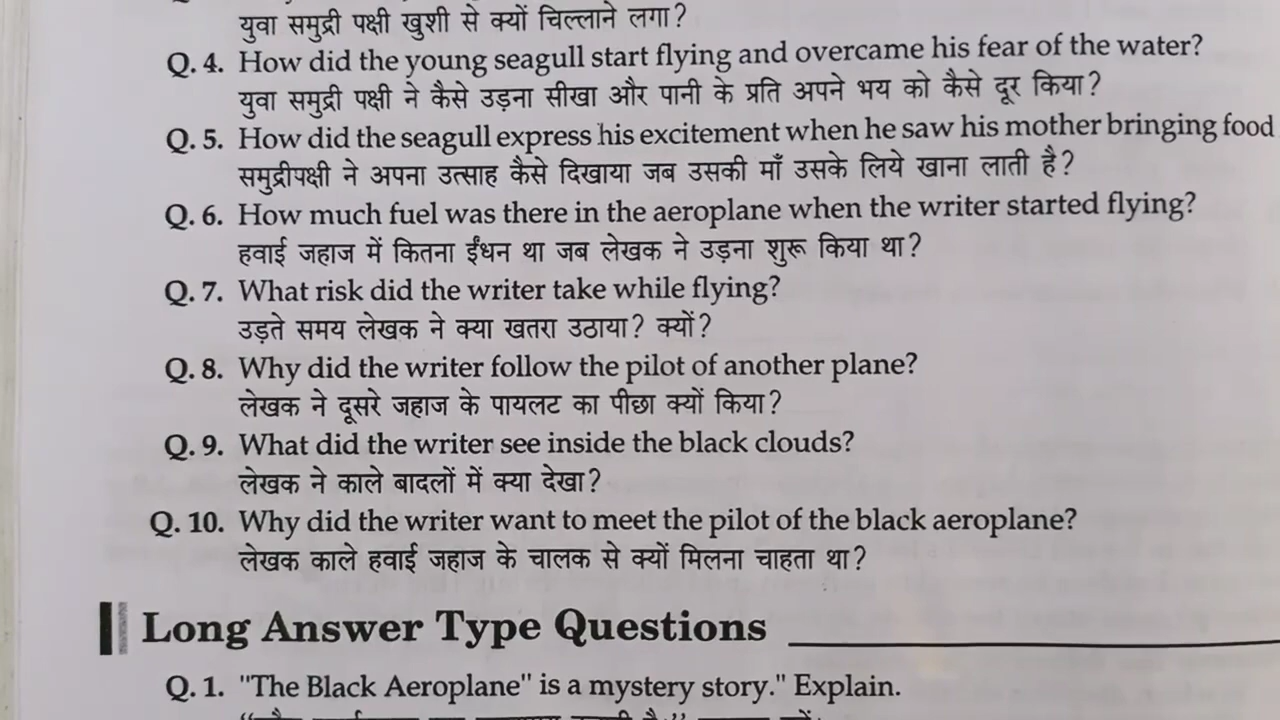 युवा समुद्री पक्षी खुशी से क्यों चिल्लाने लगा?
Q. 4. How did the young seagull start flying and overcame his fear of the water?
युवा समुद्री पक्षी ने कैसे उड़ना सीखा और पानी के प्रति अपने भय को कैसे दूर किया?
Q. 5. How did the seagull express his excitement when he saw his mother bringing food
समुद्रीपक्षी ने अपना उत्साह कैसे दिखाया जब उसकी माँ उसके लिये खाना लाती है?
Q. 6. How much fuel was there in the aeroplane when the writer started flying?
हवाई जहाज में कितना ईंधन था जब लेखक ने उड़ना शुरू किया था?
Q. 7. What risk did the writer take while flying?
उड़ते समय लेखक ने क्या खतरा उठाया? क्यों?
Q. 8. Why did the writer follow the pilot of another plane?
लेखक ने दूसरे जहाज के पायलट का पीछा क्यों किया?
Q. 9. What did the writer see inside the black clouds?
लेखक ने काले बादलों में क्या देखा?
Q. 10. Why did the writer want to meet the pilot of the black aeroplane?
लेखक काले हवाई जहाज के चालक से क्यों मिलना चाहता था?
Long Answer Type Questions
Q. 1. "The Black Aeroplane" is a mystery story." Explain.